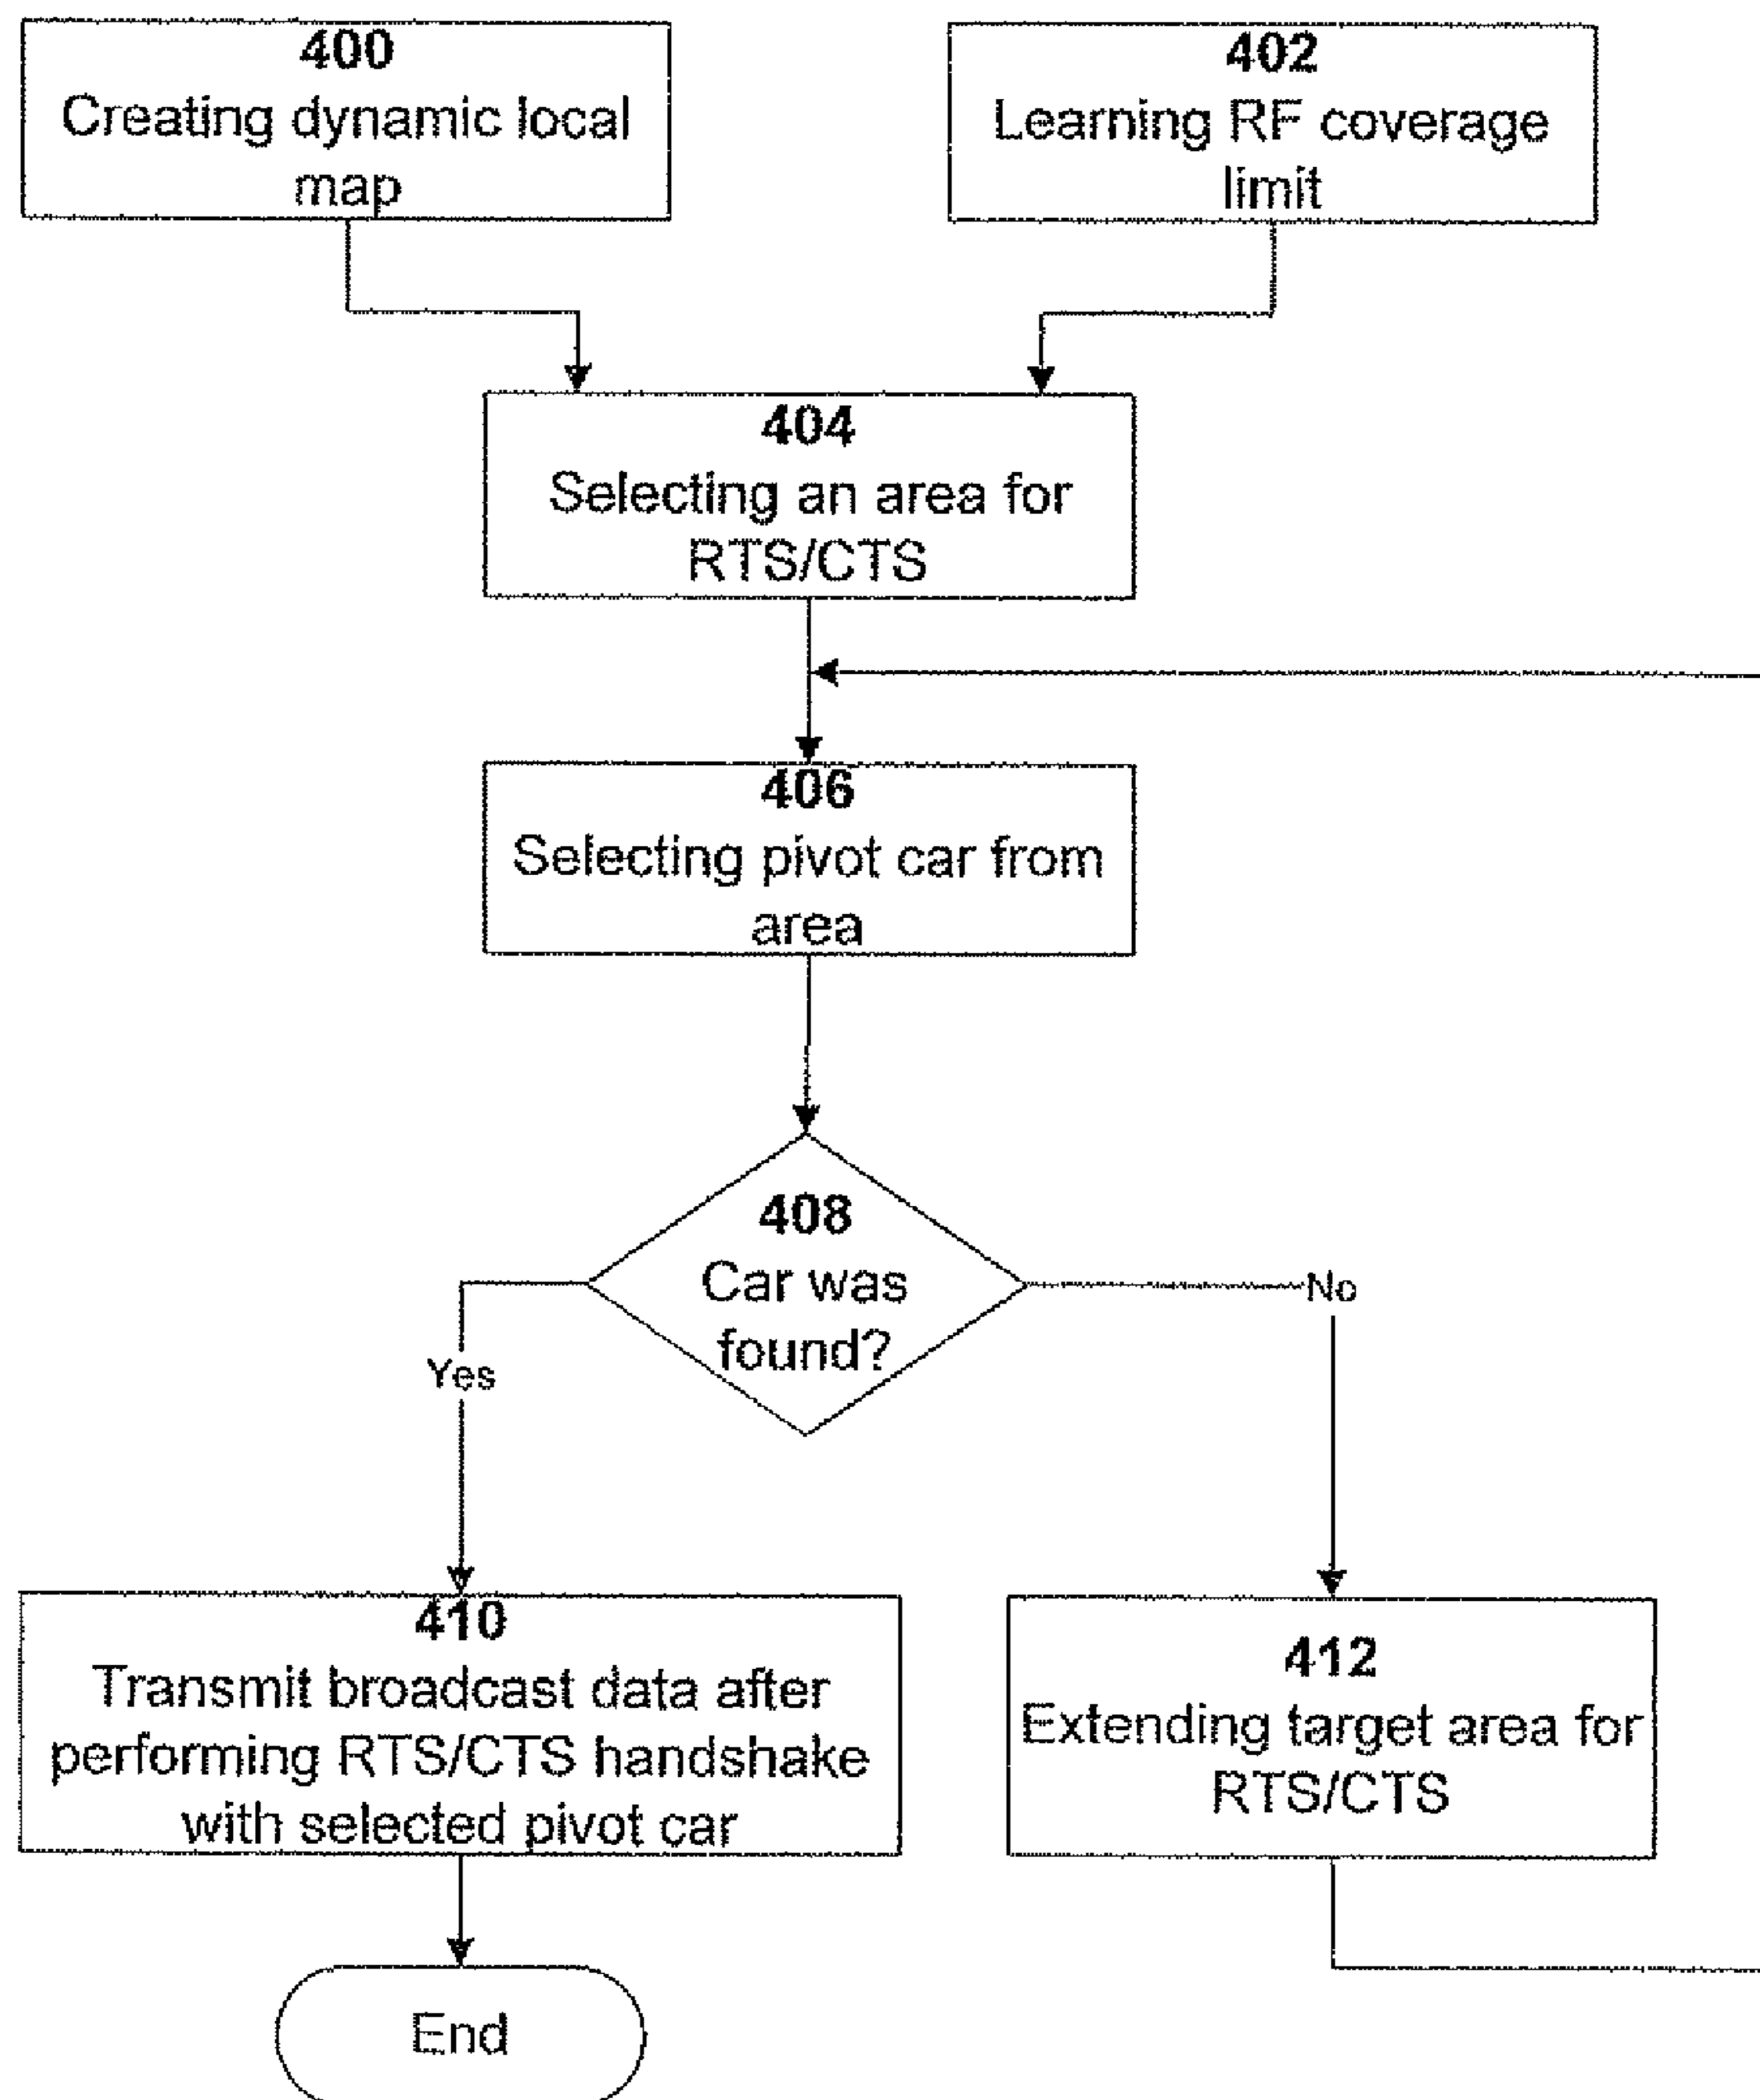 400
Creating dynamic local
map
402
Learning RF coverage
limit
404
Selecting an area for
RTS/CTS
406
Selecting pivot car from
area
408
Car was
found?
Yes
No
410
Transmit broadcast data after
performing RTS/CTS handshake
with selected pivot car
412
Extending target area for
RTS/CTS
End